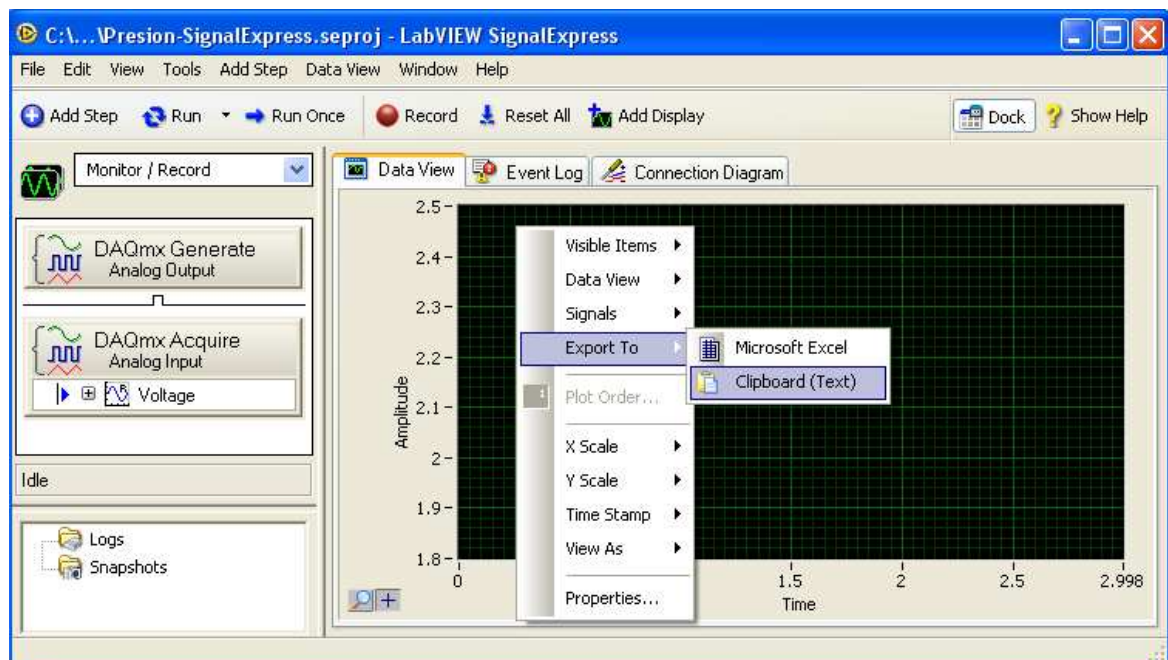 C:\...\Presion-SignalExpress.seproj - LabVIEW SignalExpress
File Edit View Tools Add Step Data View Window Help
Add Step Run Run Once Record Reset All Add Display Dock Show Help
Monitor / Record
DAQmx Generate
Analog Output
DAQmx Acquire
Analog Input
Voltage
Idle
Logs
Snapshots
Data View Event Log Connection Diagram
2.5
2.4
2.3
2.2
2.1
2
1.9
1.8
Amplitude
0 1.5 2 2.5 2.998
Time
Visible Items
Data View
Signals
Export To
Plot Order...
X Scale
Y Scale
Time Stamp
View As
Properties...
Microsoft Excel
Clipboard (Text)